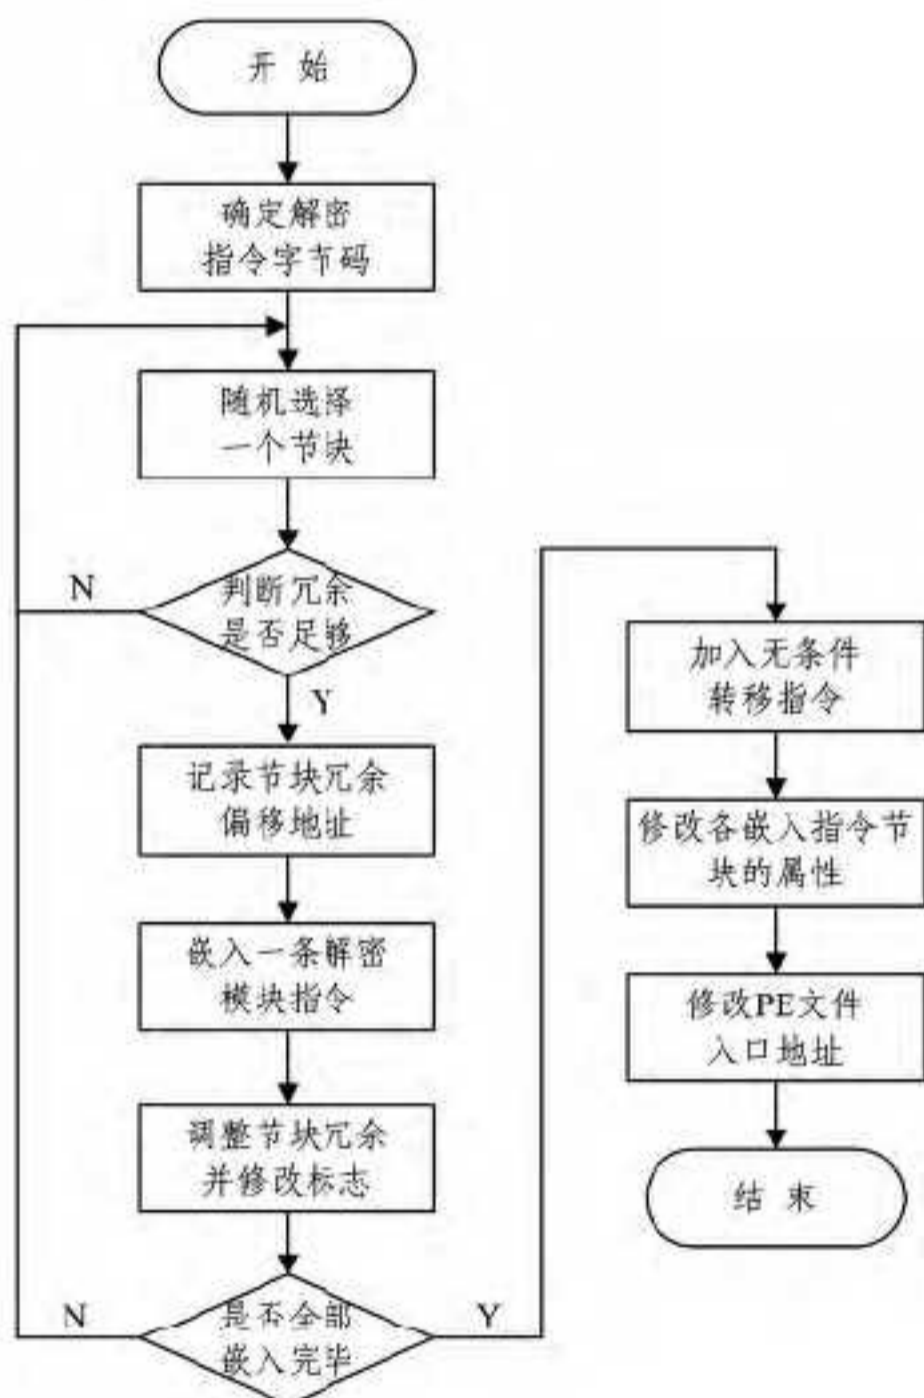 开 始
确定解密
指令字节码
随机选择
一个节块
N
判断冗余
是否足够
Y
记录节块冗余
偏移地址
嵌入一条解密
模块指令
调整节块冗余
并修改标志
N
是否全部
嵌入完毕
Y
加入无条件
转移指令
修改各嵌入指令节
块的属性
修改PE文件
入口地址
结 束